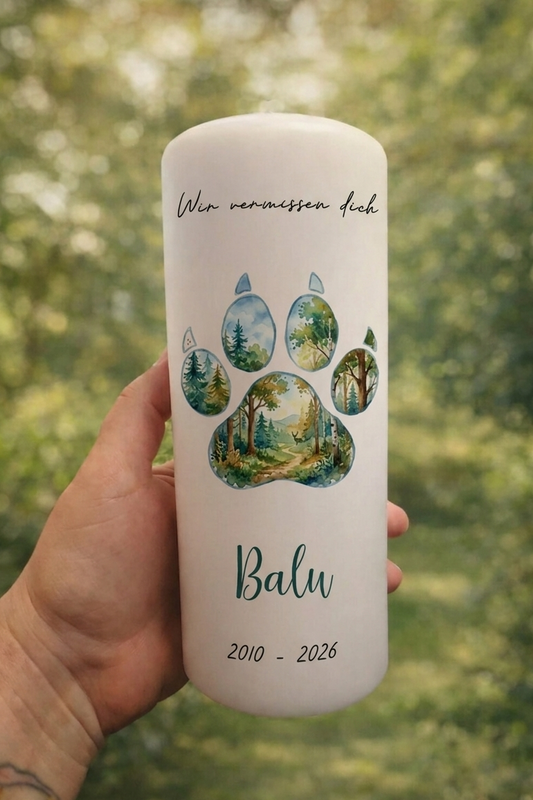 Wir vermissen dich
Balu
2010 - 2026